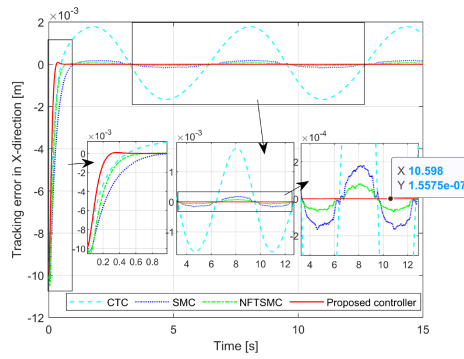 ×10⁻³
2
0
-2
-4
-6
-8
-10
-12
Tracking error in X-direction [m]
×10⁻³
0
-2
-4
-6
-8
-10
0.2 0.4 0.6 0.8
×10⁻³
1
0
-1
4 6 8 10 12
×10⁻⁴
2
0
-2
4 6 8 10 12
X 10.598
Y 1.5575e-07
CTC SMC NFTSMC Proposed controller
0 5 10 15
Time [s]